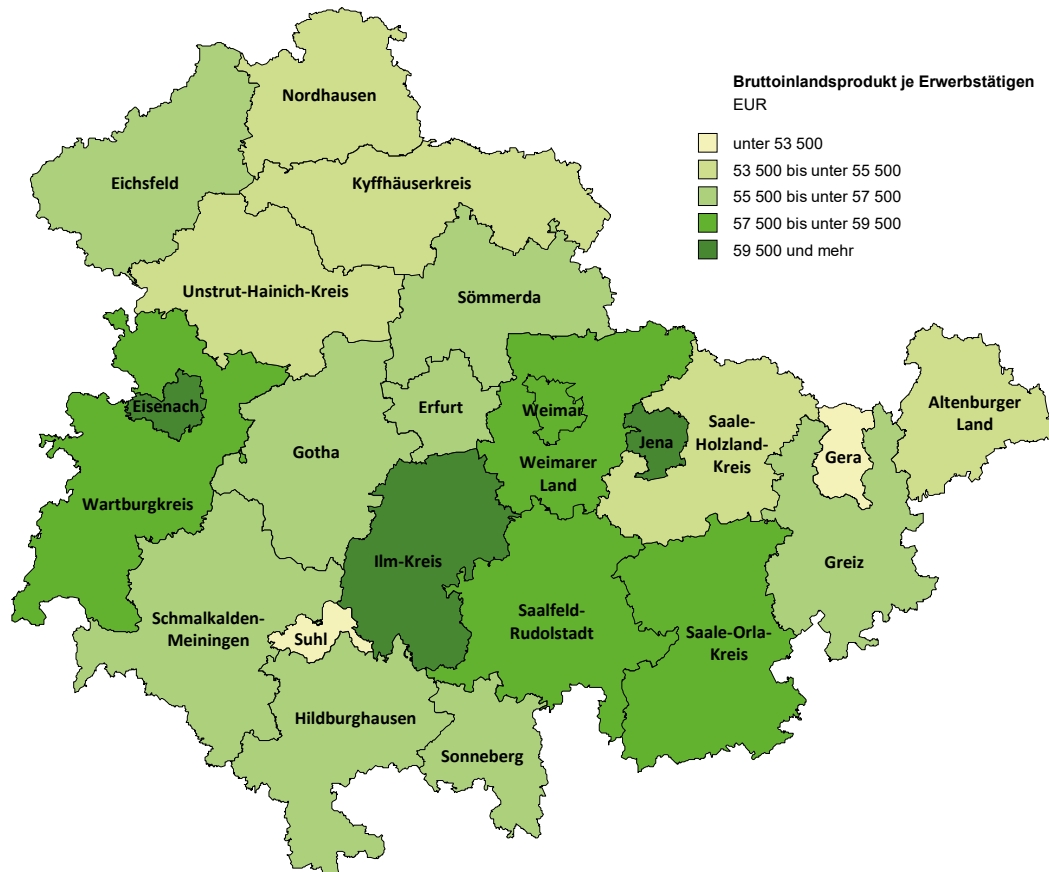 Bruttoinlandsprodukt je Erwerbstätigen
EUR
unter 53 500
53 500 bis unter 55 500
55 500 bis unter 57 500
57 500 bis unter 59 500
59 500 und mehr
Nordhausen
Eichsfeld
Kyffhäuserkreis
Unstrut-Hainich-Kreis
Sömmerda
Eisenach
Erfurt
Weimar
Altenburger
Land
Saale-
Holzland-
Kreis
Jena
Gera
Gotha
Weimarer
Land
Wartburgkreis
Ilm-Kreis
Greiz
Schmalkalden-
Meiningen
Suhl
Saalfeld-
Rudolstadt
Saale-Orla-
Kreis
Hildburghausen
Sonneberg